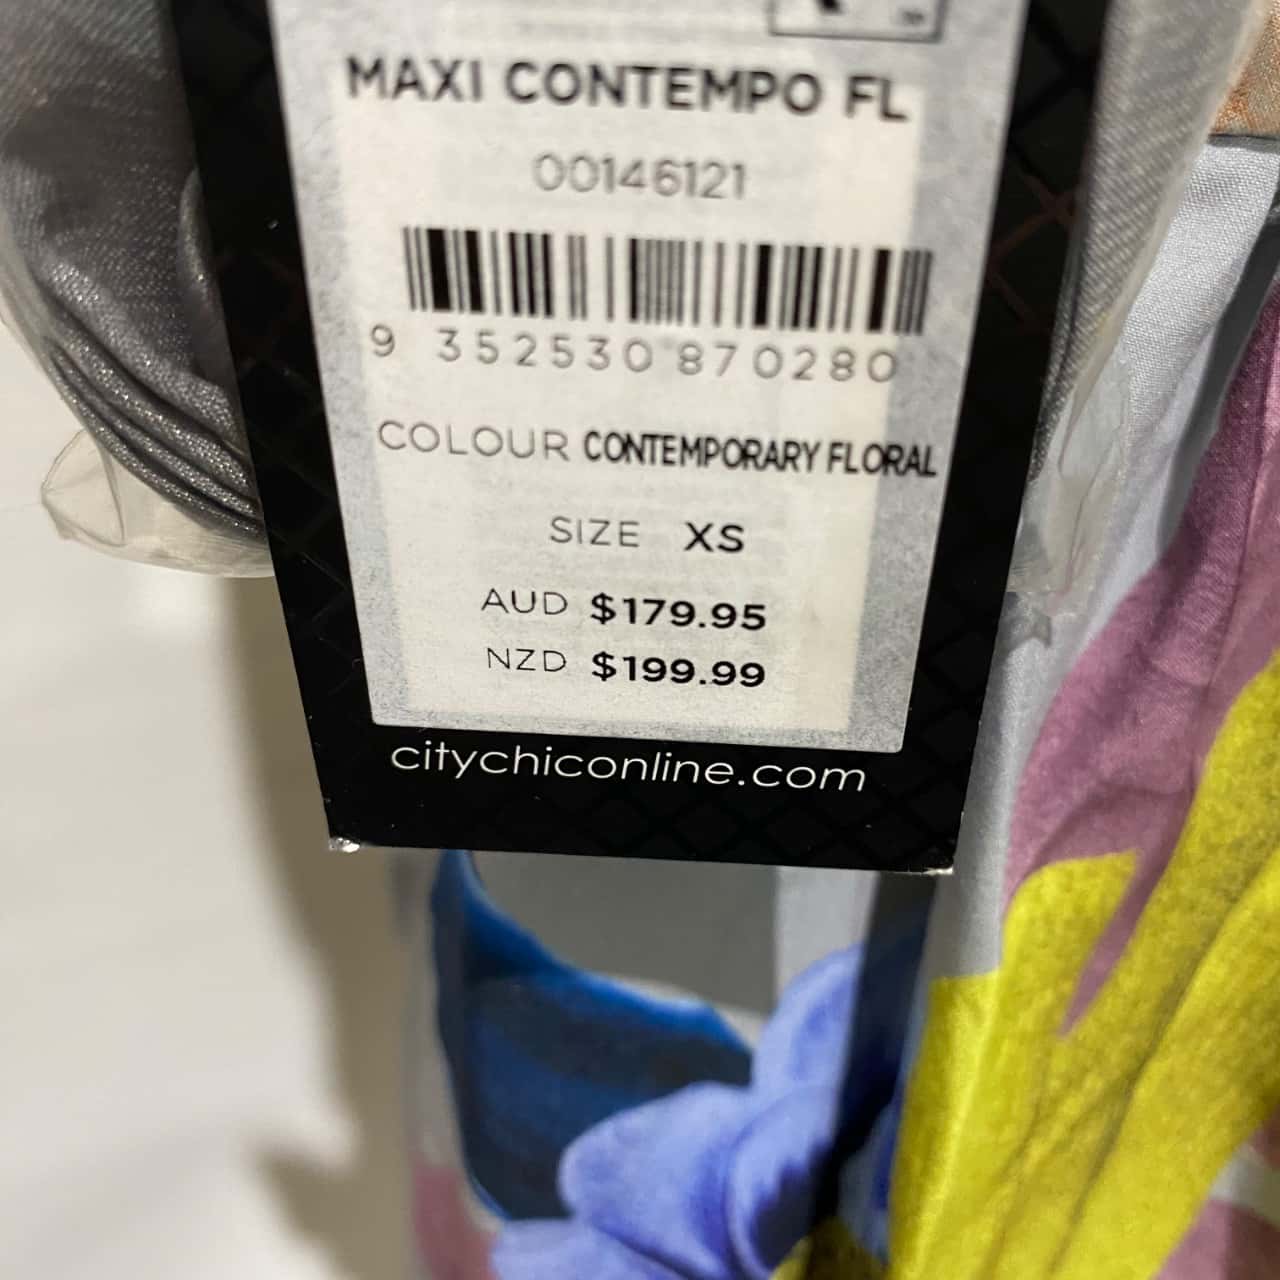 MAXI CONTEMPO FL
00146121
9 352530 870280
COLOUR CONTEMPORARY FLORAL
SIZE XS
AUD $179.95
NZD $199.99
citychiconline.com